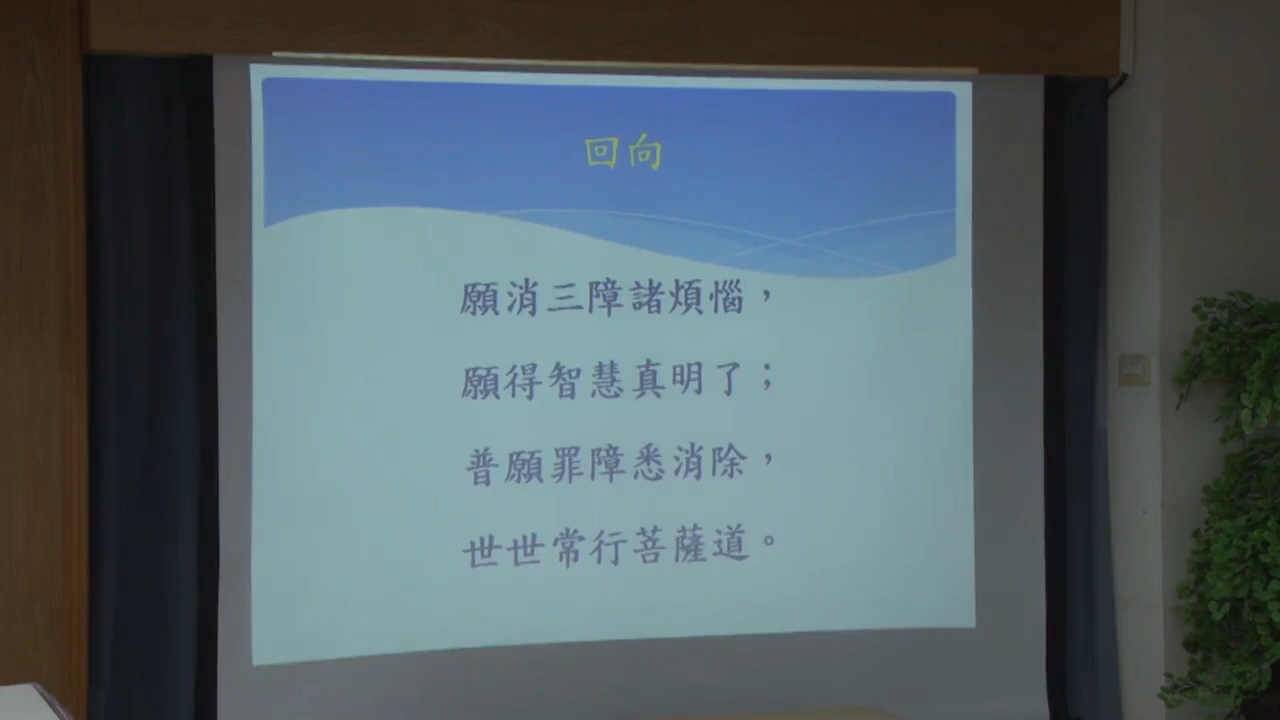 回向
願消三障諸煩惱，
願得智慧真明了；
普願罪障悉消除，
世世常行菩薩道。